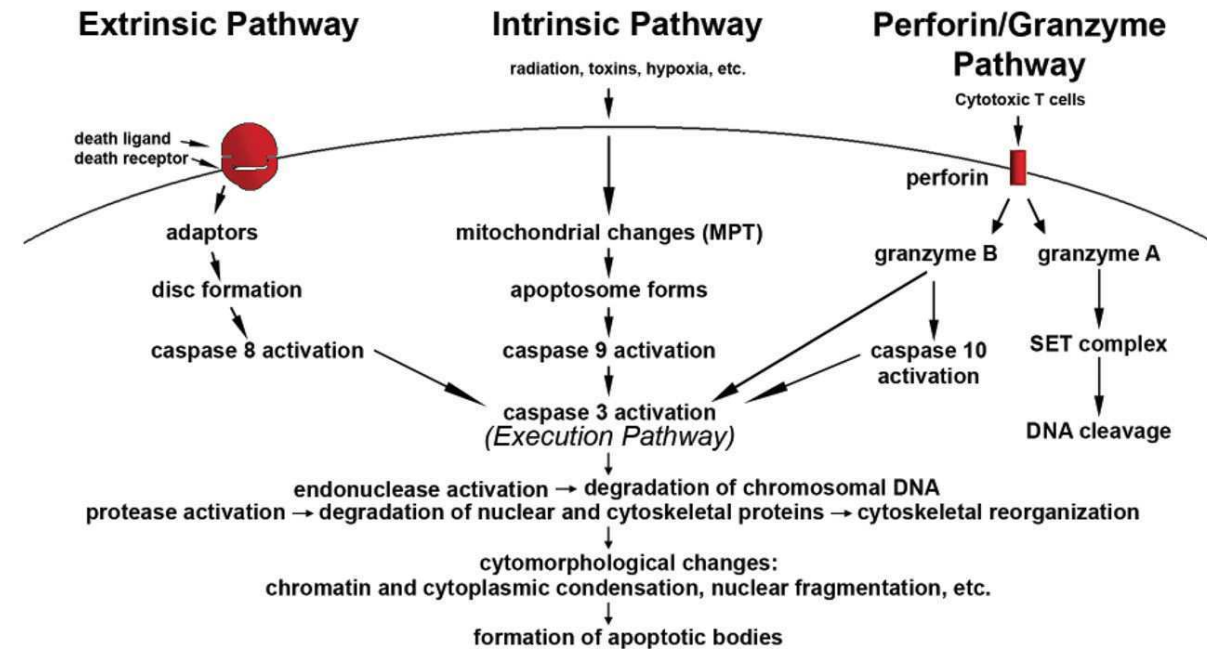 Extrinsic Pathway
Intrinsic Pathway
Perforin/Granzyme
Pathway
radiation, toxins, hypoxia, etc.
Cytotoxic T cells
death ligand
death receptor
perforin
adaptors
mitochondrial changes (MPT)
granzyme B
granzyme A
disc formation
apoptosome forms
caspase 8 activation
caspase 9 activation
caspase 10
activation
SET complex
caspase 3 activation
(Execution Pathway)
DNA cleavage
endonuclease activation → degradation of chromosomal DNA
protease activation → degradation of nuclear and cytoskeletal proteins → cytoskeletal reorganization
cytomorphological changes:
chromatin and cytoplasmic condensation, nuclear fragmentation, etc.
formation of apoptotic bodies